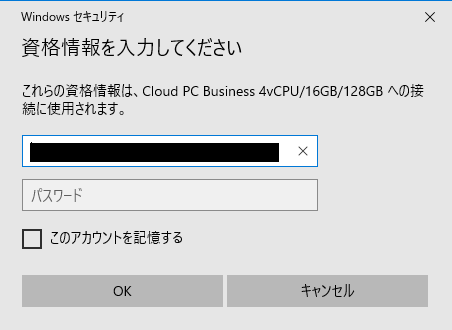 Windows セキュリティ
資格情報を入力してください
これらの資格情報は、Cloud PC Business 4vCPU/16GB/128GB への接
続に使用されます。
パスワード
このアカウントを記憶する
OK
キャンセル